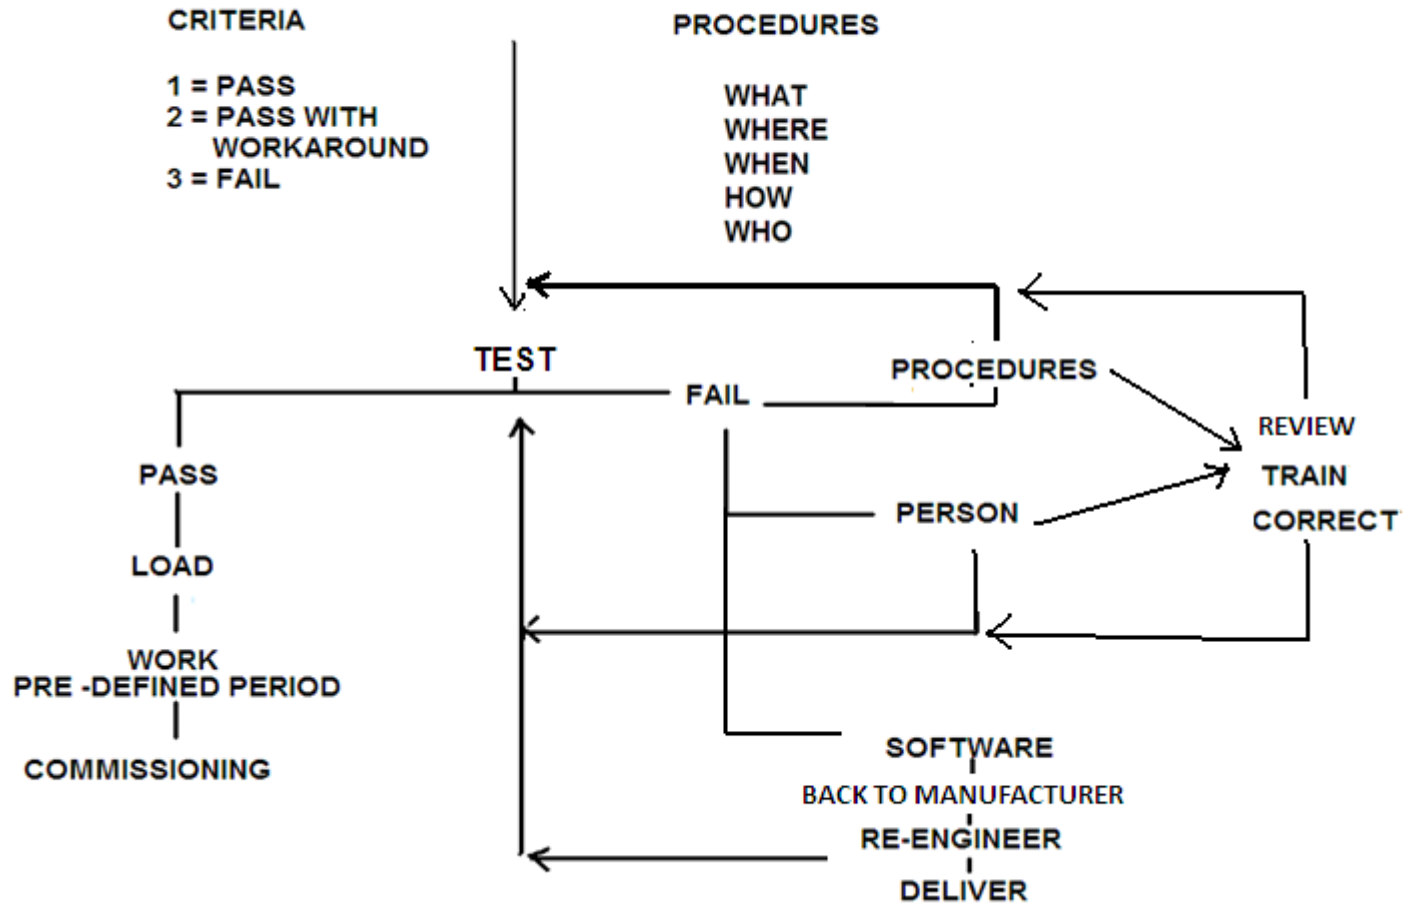 CRITERIA
1 = PASS
2 = PASS WITH
WORKAROUND
3 = FAIL
PROCEDURES
WHAT
WHERE
WHEN
HOW
WHO
TEST
FAIL
PROCEDURES
REVIEW
TRAIN
CORRECT
PERSON
PASS
LOAD
WORK
PRE -DEFINED PERIOD
COMMISSIONING
SOFTWARE
BACK TO MANUFACTURER
RE-ENGINEER
DELIVER